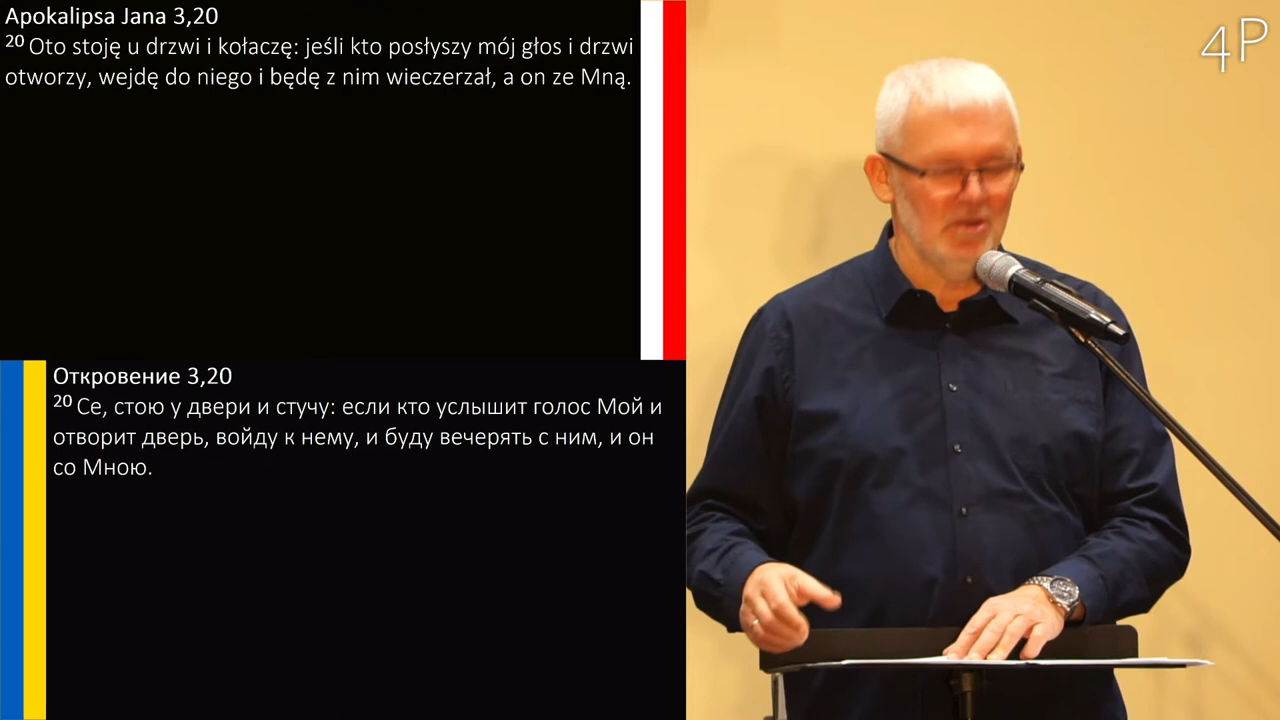 Apokalipsa Jana 3,20
20 Oto stoję u drzwi i kołaczę: jeśli kto posłyszy mój głos i drzwi
otworzy, wejdę do niego i będę z nim wieczerzał, a on ze Mną.
Откровение 3,20
20 Се, стою у двери и стучу: если кто услышит голос Мой и
отворит дверь, войду к нему, и буду вечерять с ним, и он
со Мною.
4P